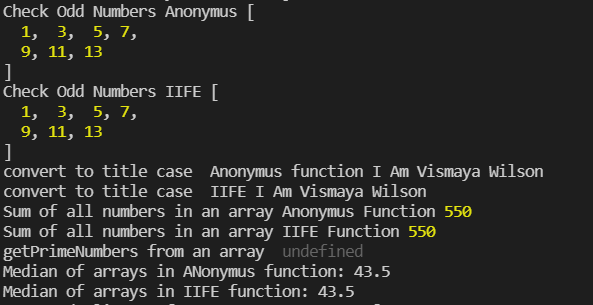 Check Odd Numbers Anonymus [
  1,  3,  5, 7,
  9, 11, 13
]
Check Odd Numbers IIFE [
  1,  3,  5, 7,
  9, 11, 13
]
convert to title case  Anonymus function I Am Vismaya Wilson
convert to title case  IIFE I Am Vismaya Wilson
Sum of all numbers in an array Anonymus Function 550
Sum of all numbers in an array IIFE Function 550
getPrimeNumbers from an array  undefined
Median of arrays in ANonymus function: 43.5
Median of arrays in IIFE function: 43.5